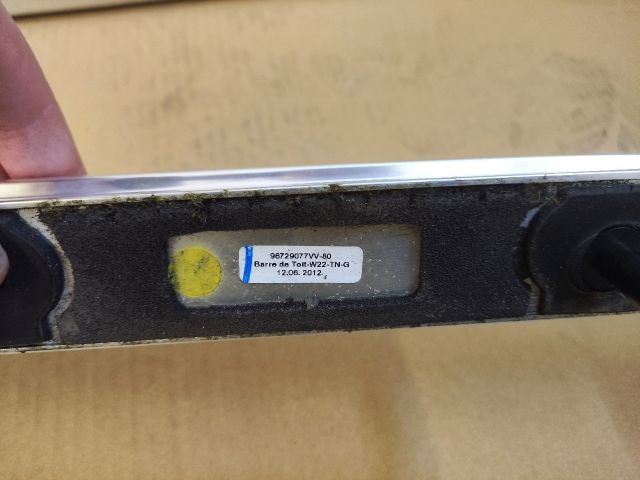 96729077VV-80
Barre de Toit-W22-TN-G
12.06. 2012.